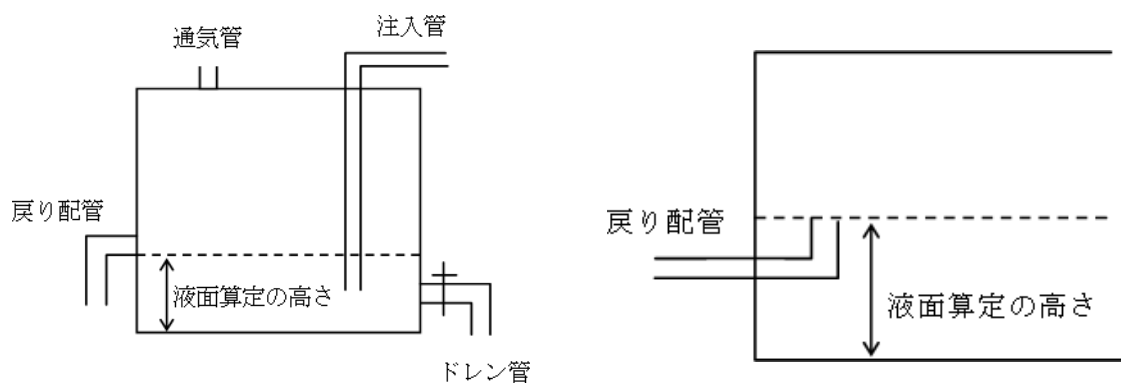 通気管
注入管
戻り配管
液面算定の高さ
ドレン管
戻り配管
液面算定の高さ